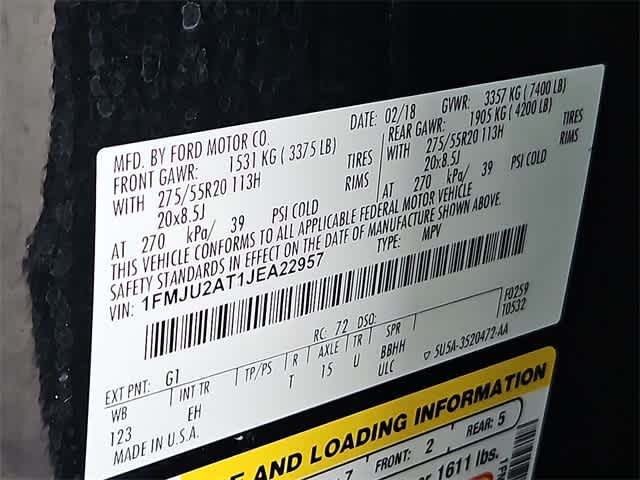 MFD. BY FORD MOTOR CO.
DATE: 02/18 GVWR: 3357 KG ( 7400 LB)
FRONT GAWR: 1531 KG ( 3375 LB) REAR GAWR: 1905 KG ( 4200 LB)
WITH 275/55R20 113H TIRES WITH 275/55R20 113H TIRES
20x8.5J RIMS 20x8.5J RIMS
AT 270 kPa/ 39 PSI COLD AT 270 kPa/ 39 PSI COLD
THIS VEHICLE CONFORMS TO ALL APPLICABLE FEDERAL MOTOR VEHICLE
SAFETY STANDARDS IN EFFECT ON THE DATE OF MANUFACTURE SHOWN ABOVE.
VIN: 1FMJU2AT1JEA22957 TYPE: MPV
F0259
T0532
EXT PNT: G1 RC: 72 DSO:
WB INT TR TP/PS R AXLE TR SPR
123 EH T 15 U BBHH
ULC
5U5A-3520472-AA
MADE IN U.S.A.
E AND LOADING INFORMATION
7 FRONT: 2 REAR: 5
1611 lbs.